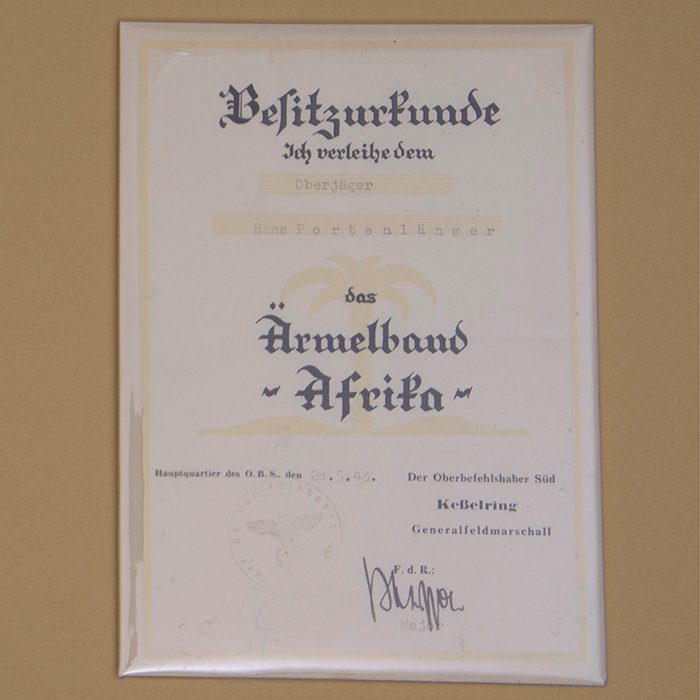 Besitzurkunde
Ich verleihe dem
Oberjäger
Hans Portenlänger
das
Ärmelband
~ Afrika ~
Hauptquartier des O. B. S., den 20.5.43.
Der Oberbefehlshaber Süd
Keßelring
Generalfeldmarschall
F. d. R.:
Major